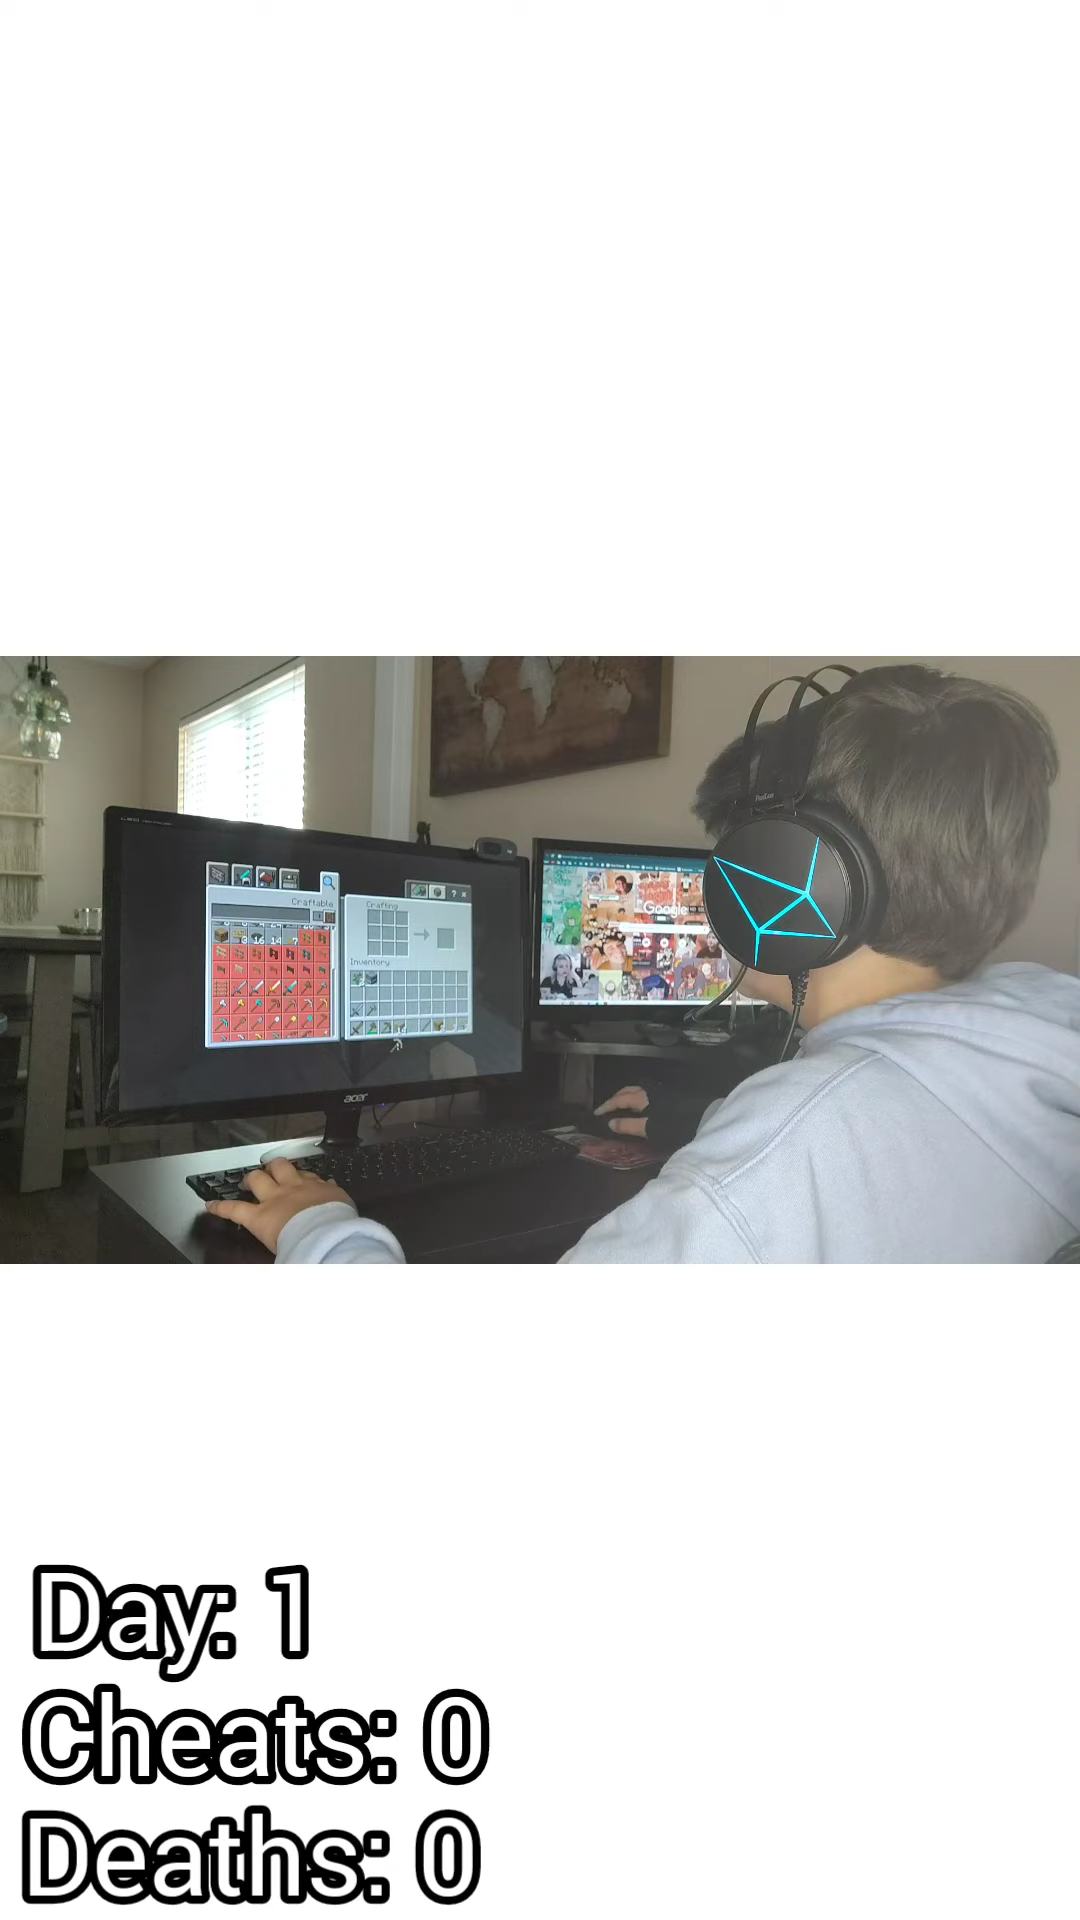 Craftable
Crafting
Inventory
Google
acer
Day: 1
Cheats: 0
Deaths: 0